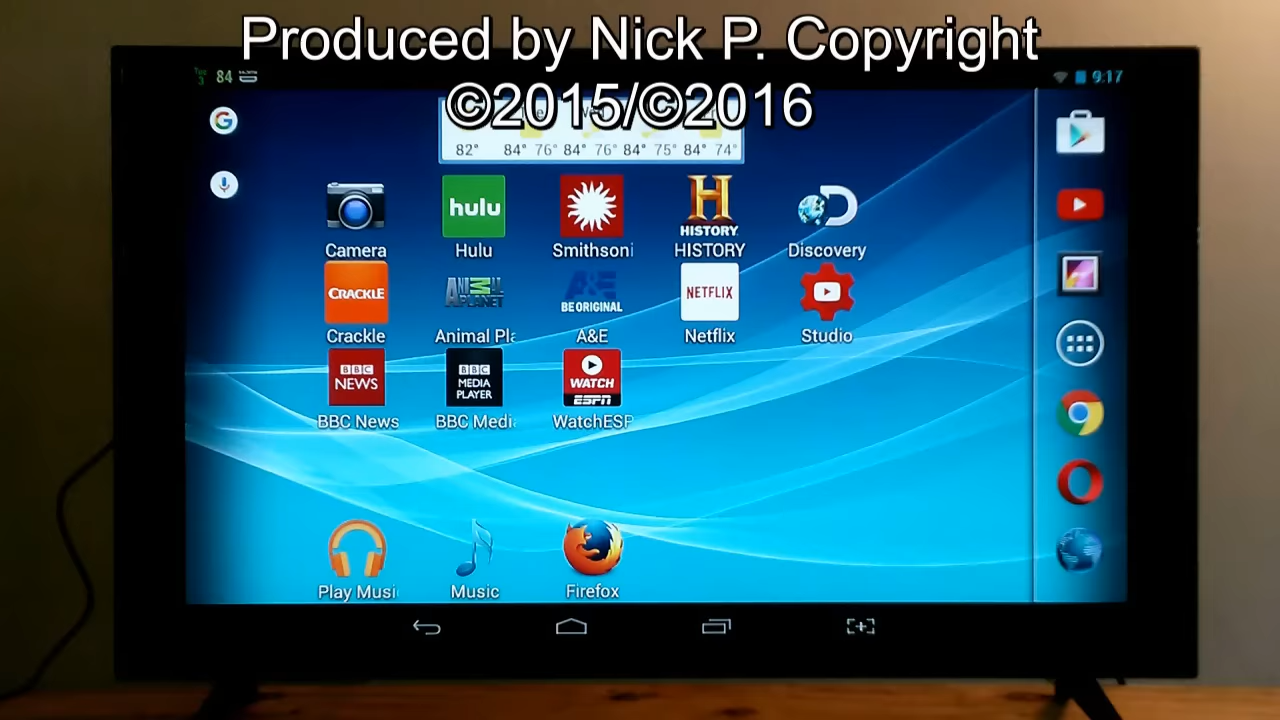 Produced by Nick P. Copyright
©2015/©2016
84
9:17
82° 84° 76° 84° 76° 84° 75° 84° 74°
hulu
H
HISTORY
Camera
Hulu
Smithsoni
HISTORY
Discovery
CRACKLE
ANIMAL PLANET
A&E
BE ORIGINAL
NETFLIX
Crackle
Animal Pla
A&E
Netflix
Studio
BBC
NEWS
BBC
MEDIA
PLAYER
WATCH
ESPN
BBC News
BBC Medi
WatchESP
Play Musi
Music
Firefox